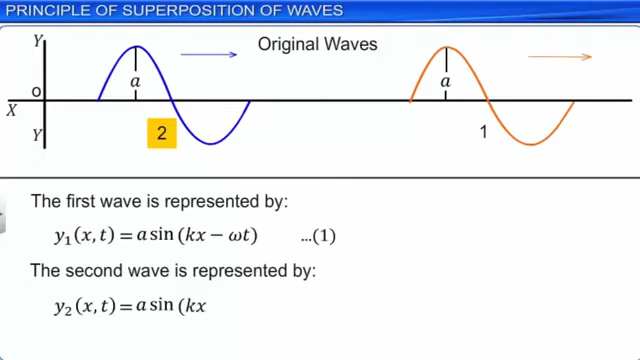 PRINCIPLE OF SUPERPOSITION OF WAVES
Y
Original Waves
a
a
O
X
Y
2
1
The first wave is represented by:
y₁(x, t) = a sin (kx − ωt) ...(1)
The second wave is represented by:
y₂(x, t) = a sin (kx